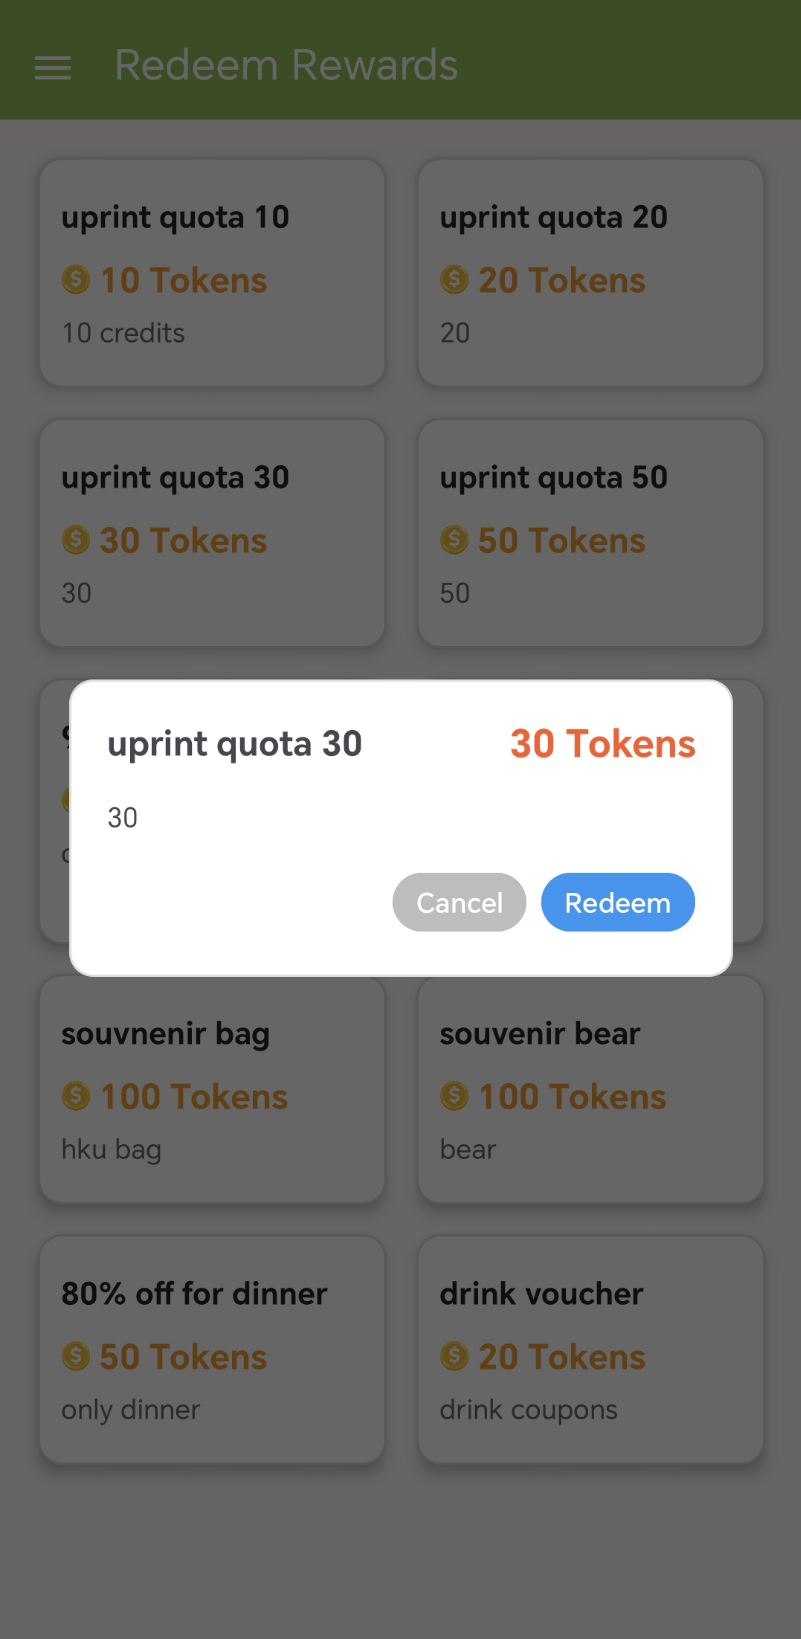 Redeem Rewards
uprint quota 10
10 Tokens
10 credits
uprint quota 20
20 Tokens
20
uprint quota 30
30 Tokens
30
uprint quota 50
50 Tokens
50
uprint quota 30
30 Tokens
30
Cancel
Redeem
souvnenir bag
100 Tokens
hku bag
souvenir bear
100 Tokens
bear
80% off for dinner
50 Tokens
only dinner
drink voucher
20 Tokens
drink coupons